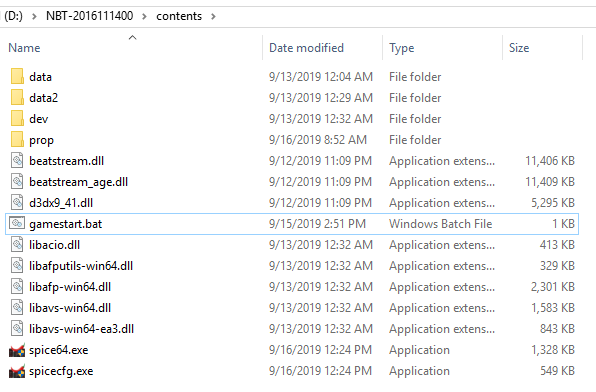 (D:) > NBT-2016111400 > contents >
Name Date modified Type Size
data 9/13/2019 12:04 AM File folder
data2 9/13/2019 12:29 AM File folder
dev 9/13/2019 12:32 AM File folder
prop 9/16/2019 8:52 AM File folder
beatstream.dll 9/12/2019 11:09 PM Application extens... 11,406 KB
beatstream_age.dll 9/12/2019 11:09 PM Application extens... 11,409 KB
d3dx9_41.dll 9/12/2019 11:09 PM Application extens... 5,295 KB
gamestart.bat 9/15/2019 2:51 PM Windows Batch File 1 KB
libacio.dll 9/13/2019 12:32 AM Application extens... 413 KB
libafputils-win64.dll 9/13/2019 12:32 AM Application extens... 329 KB
libafp-win64.dll 9/13/2019 12:32 AM Application extens... 2,301 KB
libavs-win64.dll 9/13/2019 12:32 AM Application extens... 1,583 KB
libavs-win64-ea3.dll 9/13/2019 12:32 AM Application extens... 843 KB
spice64.exe 9/16/2019 12:24 PM Application 1,328 KB
spicecfg.exe 9/16/2019 12:24 PM Application 549 KB